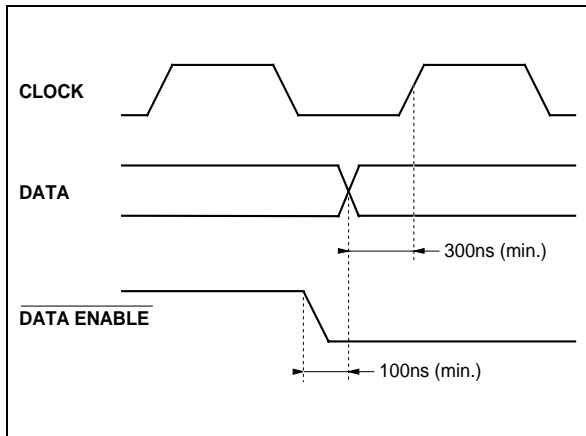 CLOCK
DATA
300ns (min.)
DATA ENABLE
100ns (min.)